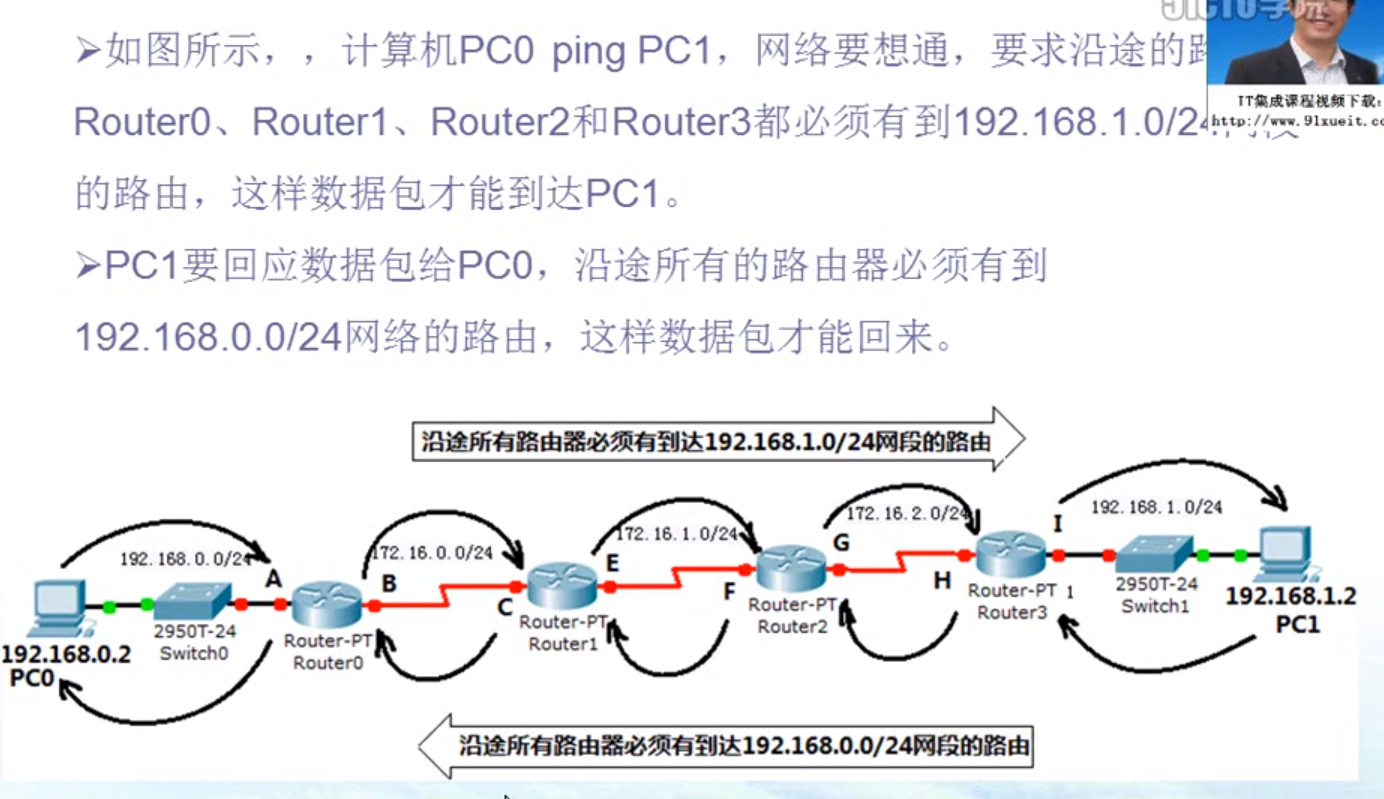 51CTO学院
➢如图所示，，计算机PC0 ping PC1，网络要想通，要求沿途的路
IT集成课程视频下载：
Router0、Router1、Router2和Router3都必须有到192.168.1.0/24网段
http://www.91xueit.co
的路由，这样数据包才能到达PC1。
➢PC1要回应数据包给PC0，沿途所有的路由器必须有到
192.168.0.0/24网络的路由，这样数据包才能回来。
沿途所有路由器必须有到达192.168.1.0/24网段的路由
192.168.0.0/24
172.16.0.0/24
172.16.1.0/24
172.16.2.0/24
192.168.1.0/24
A
B
C
E
F
G
H
I
192.168.0.2
PC0
2950T-24
Switch0
Router-PT
Router0
Router-PT
Router1
Router-PT
Router2
Router-PT 1
Router3
2950T-24
Switch1
192.168.1.2
PC1
沿途所有路由器必须有到达192.168.0.0/24网段的路由